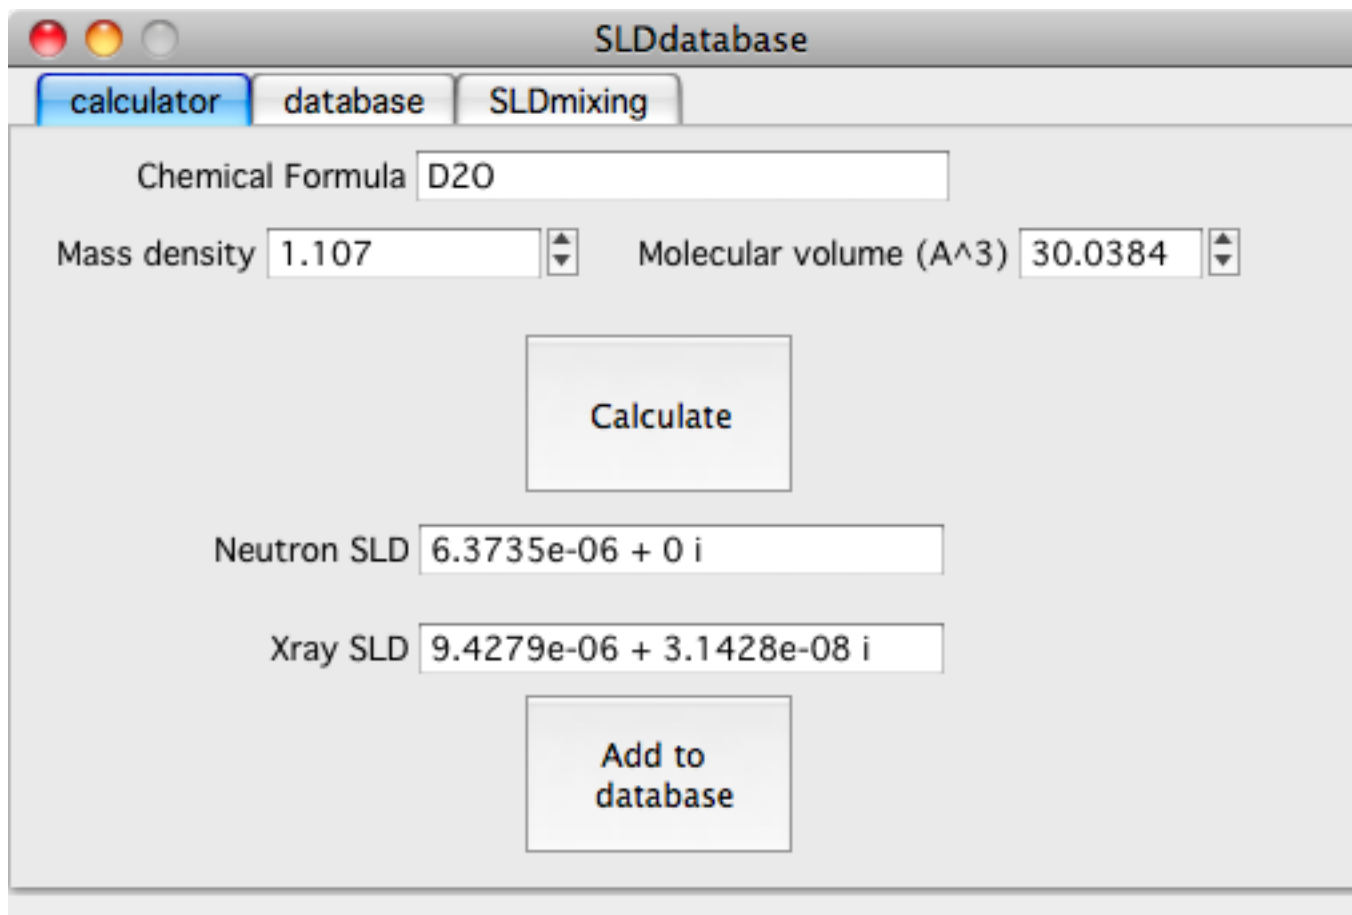 SLDdatabase
calculator database SLDmixing
Chemical Formula D2O
Mass density 1.107 Molecular volume (A^3) 30.0384
Calculate
Neutron SLD 6.3735e-06 + 0 i
Xray SLD 9.4279e-06 + 3.1428e-08 i
Add to
database